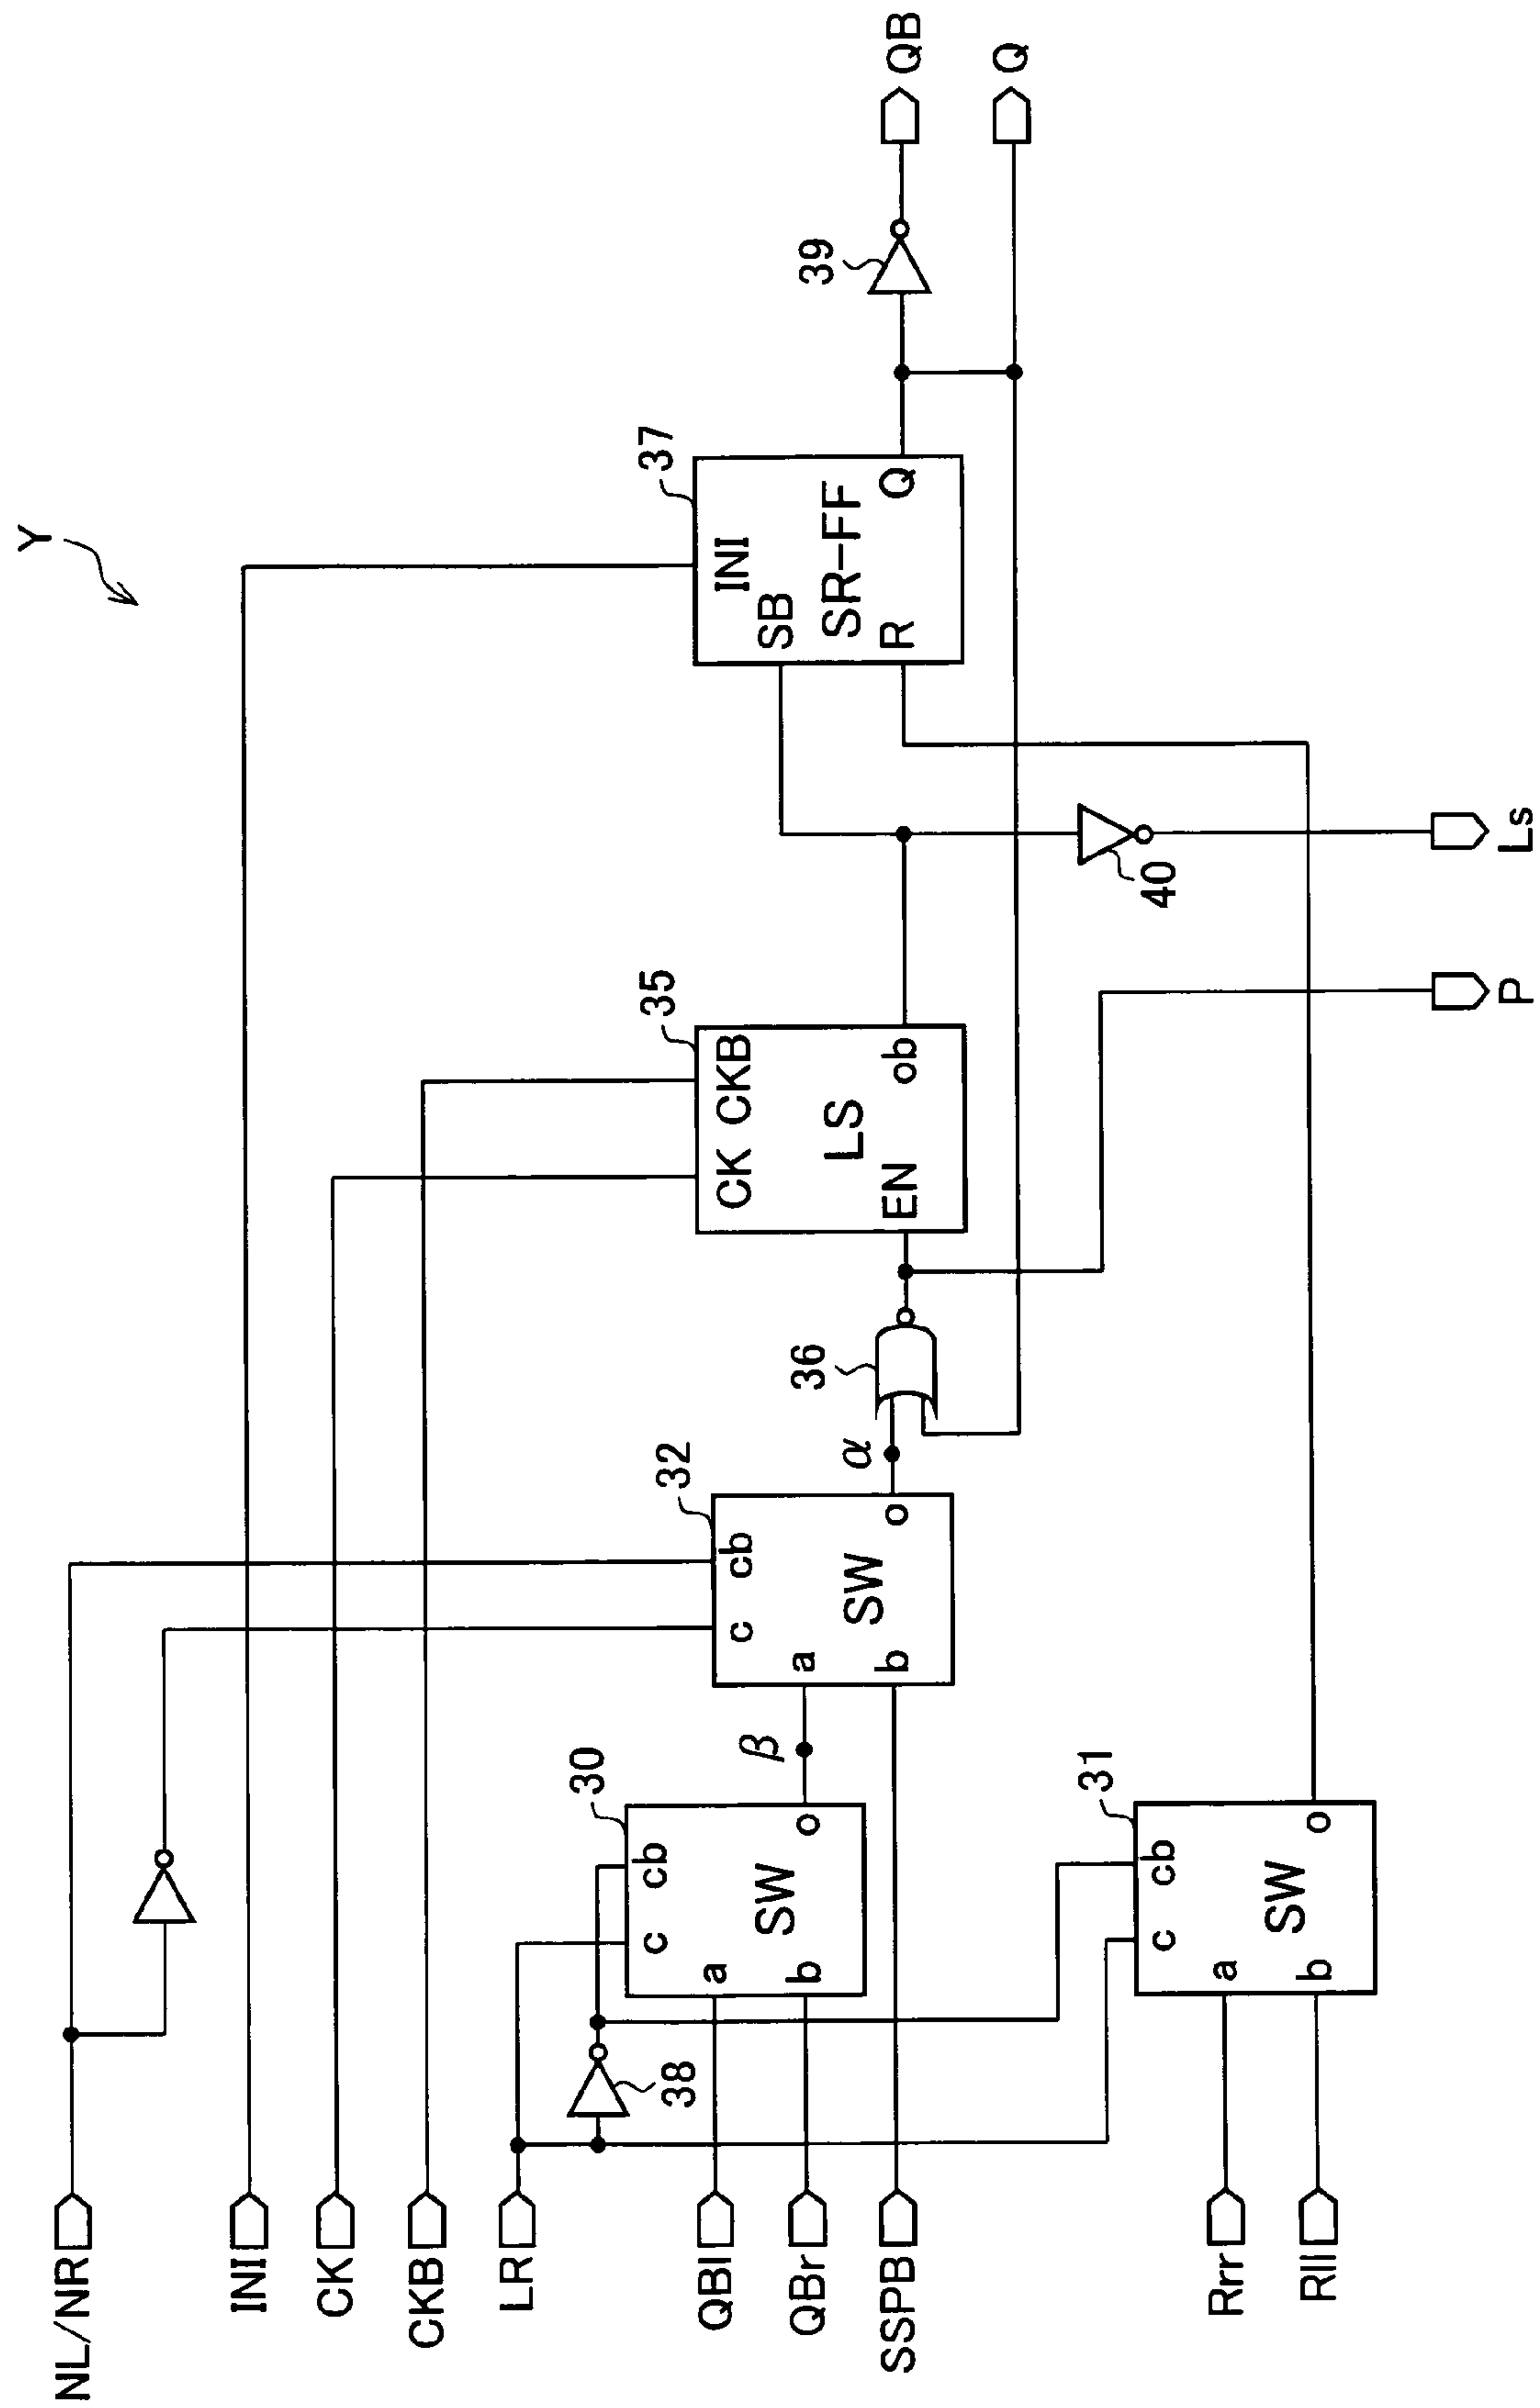 Y
NL/NR
INI
CK
CKB
LR
QBl
QBr
SSPB
Rrr
Rll
38
30
c cb
a
SW
b o
β
31
c cb
a
SW
b o
32
c cb
a
SW
b o
α
36
35
CK CKB
LS
EN ob
P
40
Ls
37
INI
SB
SR-FF
R Q
39
QB
Q